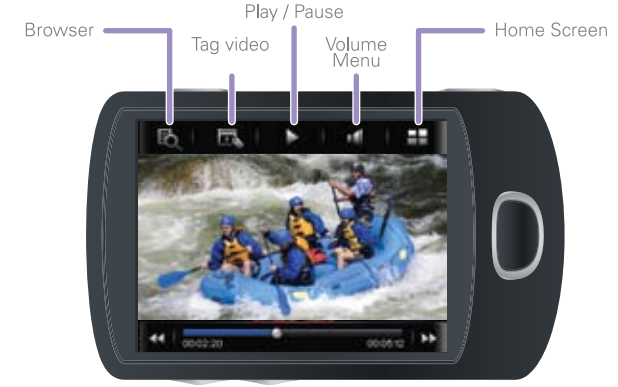 Play / Pause
Browser
Home Screen
Tag video
Volume
Menu
00:02:20
00:05:12